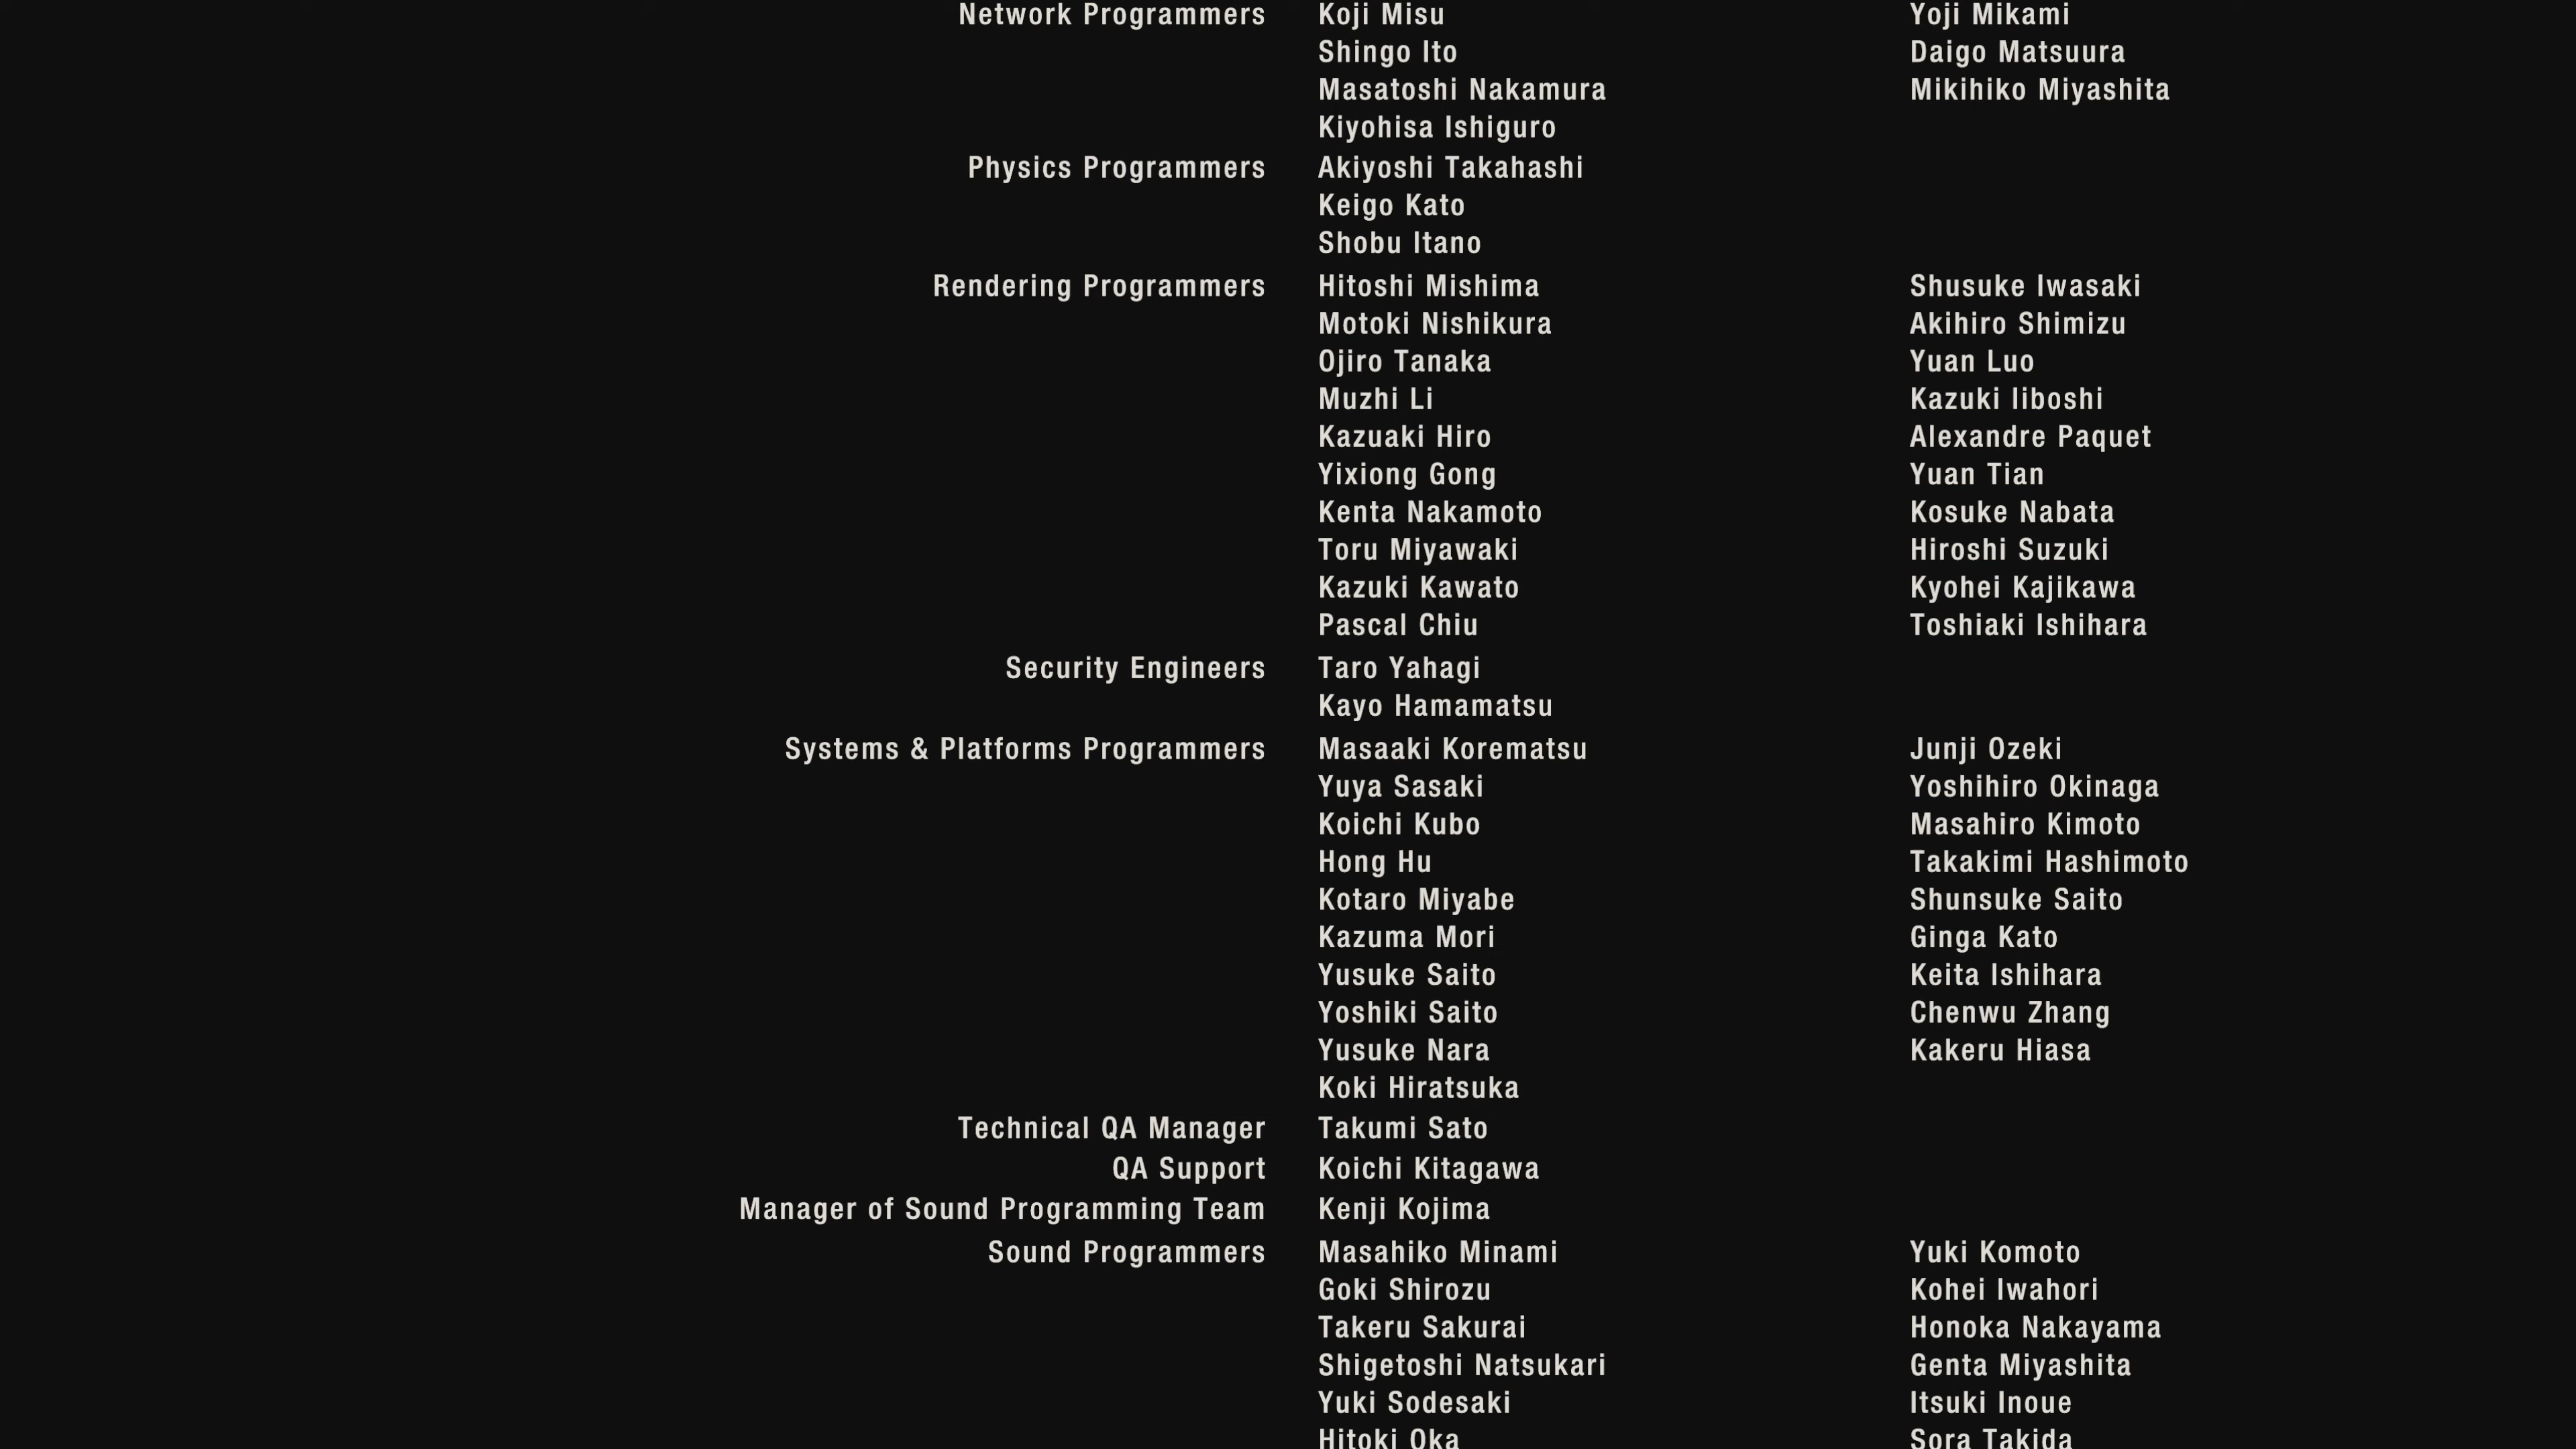 Network Programmers Koji Misu Yoji Mikami
Shingo Ito Daigo Matsuura
Masatoshi Nakamura Mikihiko Miyashita
Kiyohisa Ishiguro
Physics Programmers Akiyoshi Takahashi
Keigo Kato
Shobu Itano
Rendering Programmers Hitoshi Mishima Shusuke Iwasaki
Motoki Nishikura Akihiro Shimizu
Ojiro Tanaka Yuan Luo
Muzhi Li Kazuki Iiboshi
Kazuaki Hiro Alexandre Paquet
Yixiong Gong Yuan Tian
Kenta Nakamoto Kosuke Nabata
Toru Miyawaki Hiroshi Suzuki
Kazuki Kawato Kyohei Kajikawa
Pascal Chiu Toshiaki Ishihara
Security Engineers Taro Yahagi
Kayo Hamamatsu
Systems & Platforms Programmers Masaaki Korematsu Junji Ozeki
Yuya Sasaki Yoshihiro Okinaga
Koichi Kubo Masahiro Kimoto
Hong Hu Takakimi Hashimoto
Kotaro Miyabe Shunsuke Saito
Kazuma Mori Ginga Kato
Yusuke Saito Keita Ishihara
Yoshiki Saito Chenwu Zhang
Yusuke Nara Kakeru Hiasa
Koki Hiratsuka
Technical QA Manager Takumi Sato
QA Support Koichi Kitagawa
Manager of Sound Programming Team Kenji Kojima
Sound Programmers Masahiko Minami Yuki Komoto
Goki Shirozu Kohei Iwahori
Takeru Sakurai Honoka Nakayama
Shigetoshi Natsukari Genta Miyashita
Yuki Sodesaki Itsuki Inoue
Hitoki Oka Sora Takida